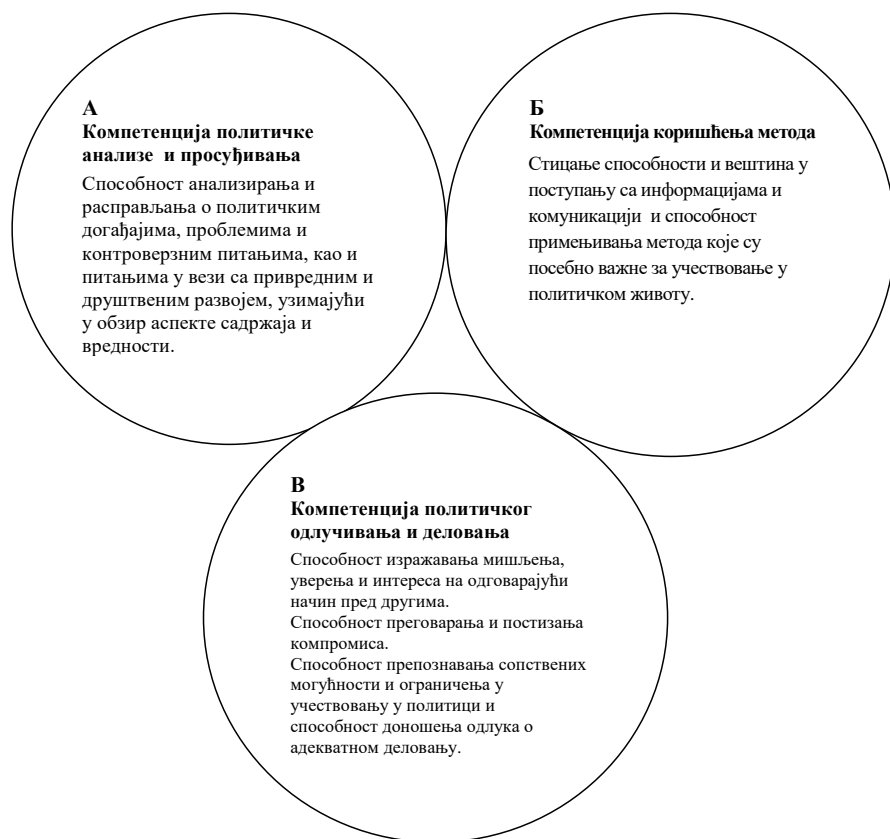 А
Компетенција политичке
анализе и просуђивања
Способност анализирања и
расправљања о политичким
догађајима, проблемима и
контроверзним питањима, као и
питањима у вези са привредним и
друштвеним развојем, узимајући
у обзир аспекте садржаја и
вредности.
Б
Компетенција коришћења метода
Стицање способности и вештина у
поступању са информацијама и
комуникацији и способност
примењивања метода које су
посебно важне за учествовање у
политичком животу.
В
Компетенција политичког
одлучивања и деловања
Способност изражавања мишљења,
уверења и интереса на одговарајући
начин пред другима.
Способност преговарања и постизања
компромиса.
Способност препознавања сопствених
могућности и ограничења у
учествовању у политици и
способност доношења одлука о
адекватном деловању.